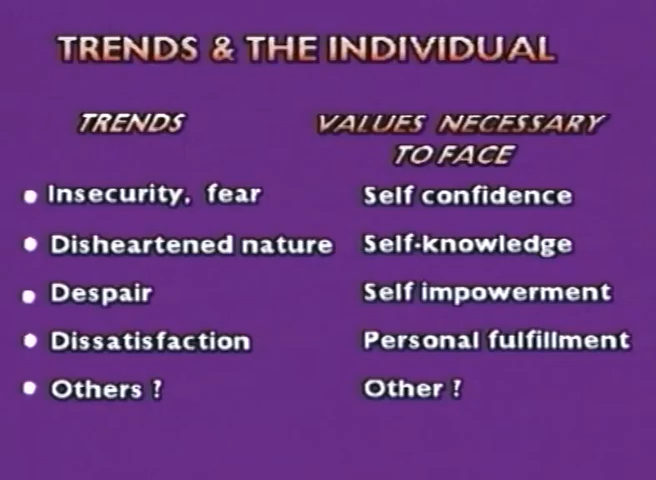 TRENDS & THE INDIVIDUAL
TRENDS
VALUES NECESSARY
TO FACE
• Insecurity, fear
Self confidence
• Disheartened nature
Self-knowledge
• Despair
Self impowerment
• Dissatisfaction
Personal fulfillment
• Others ?
Other ?